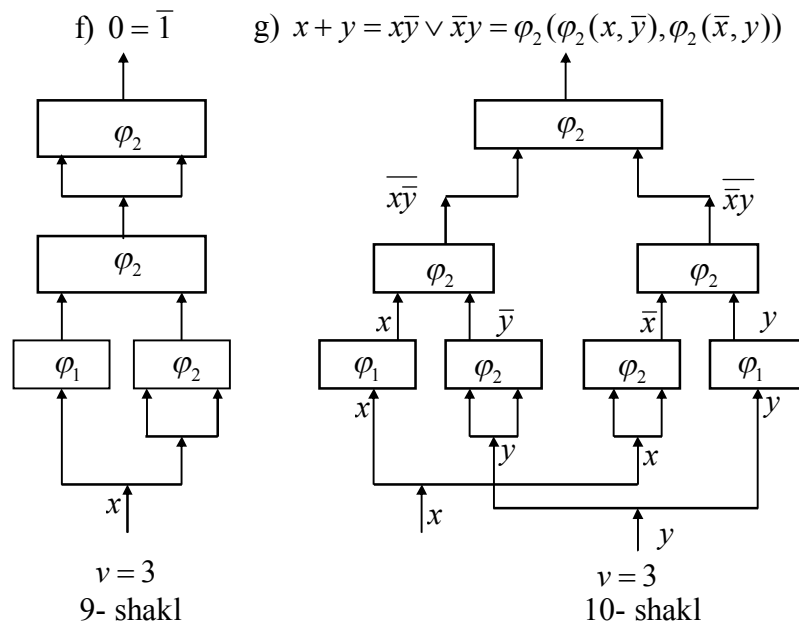 f) 0 = 1̅
g) x + y = xy̅ ∨ x̅y = φ₂(φ₂(x, y̅), φ₂(x̅, y))
φ₂
φ₂
x̅y̅̅ x̅̅y̅
φ₂
φ₂
φ₂
x y̅ x̅ y
φ₁
φ₂
φ₁
φ₂
φ₂
φ₁
x y x y
x
x
y
v = 3
v = 3
9- shakl
10- shakl